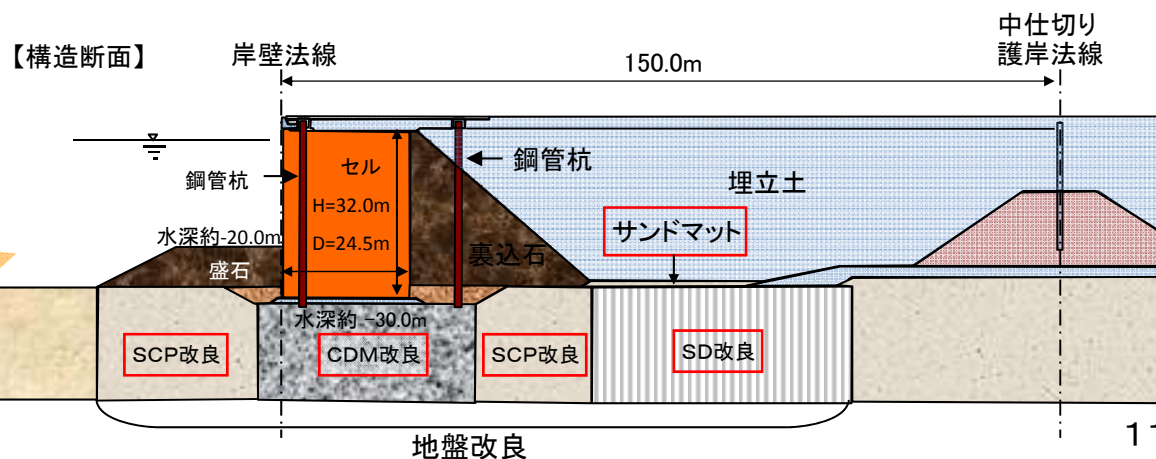 【構造断面】
岸壁法線
中仕切り
護岸法線
150.0m
鋼管杭
セル
H=32.0m
D=24.5m
鋼管杭
埋立土
サンドマット
水深約-20.0m
盛石
裏込石
水深約 -30.0m
SCP改良
CDM改良
SCP改良
SD改良
地盤改良